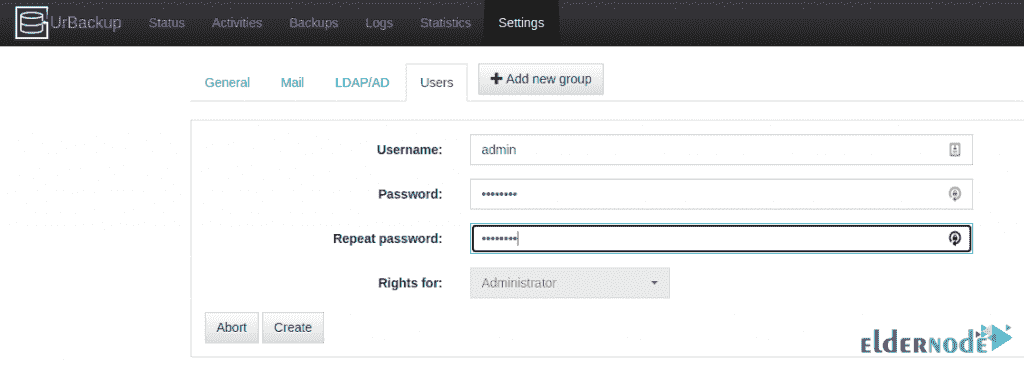 UrBackup Status Activities Backups Logs Statistics Settings
General Mail LDAP/AD Users + Add new group
Username: admin
Password: ••••••••
Repeat password: ••••••••
Rights for: Administrator
Abort Create
ELDERNODE